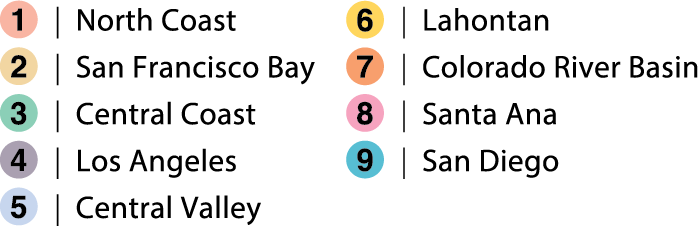 1 | North Coast
2 | San Francisco Bay
3 | Central Coast
4 | Los Angeles
5 | Central Valley
6 | Lahontan
7 | Colorado River Basin
8 | Santa Ana
9 | San Diego